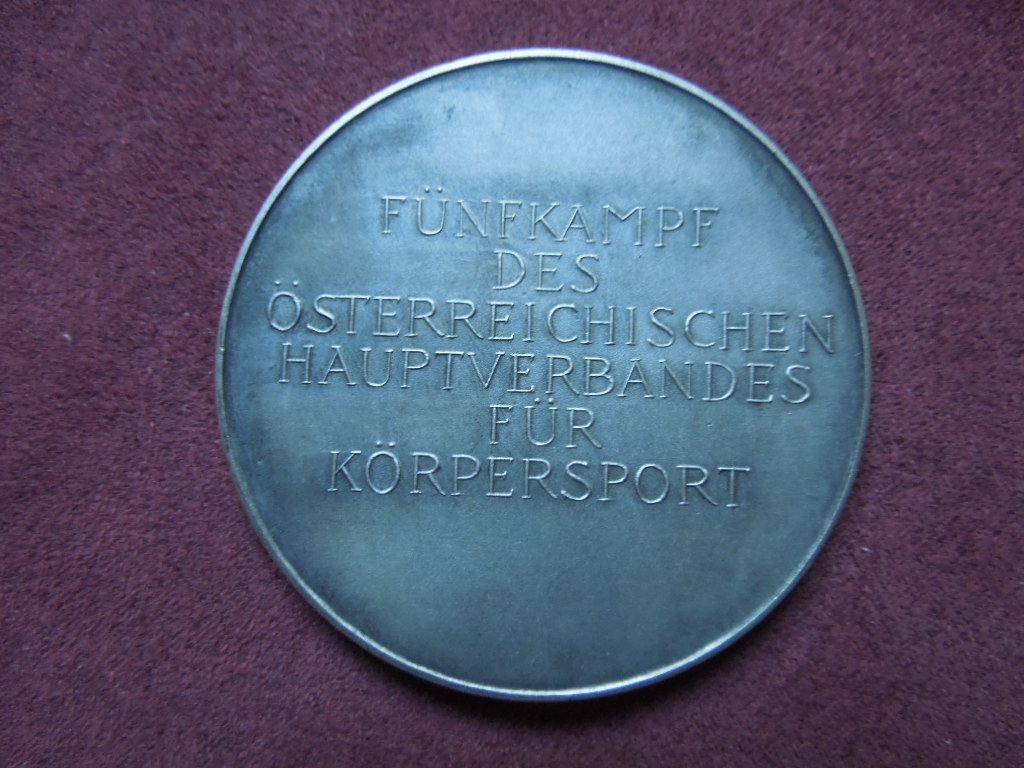 FÜNFKAMPF
DES
ÖSTERREICHISCHEN
HAUPTVERBANDES
FÜR
KÖRPERSPORT